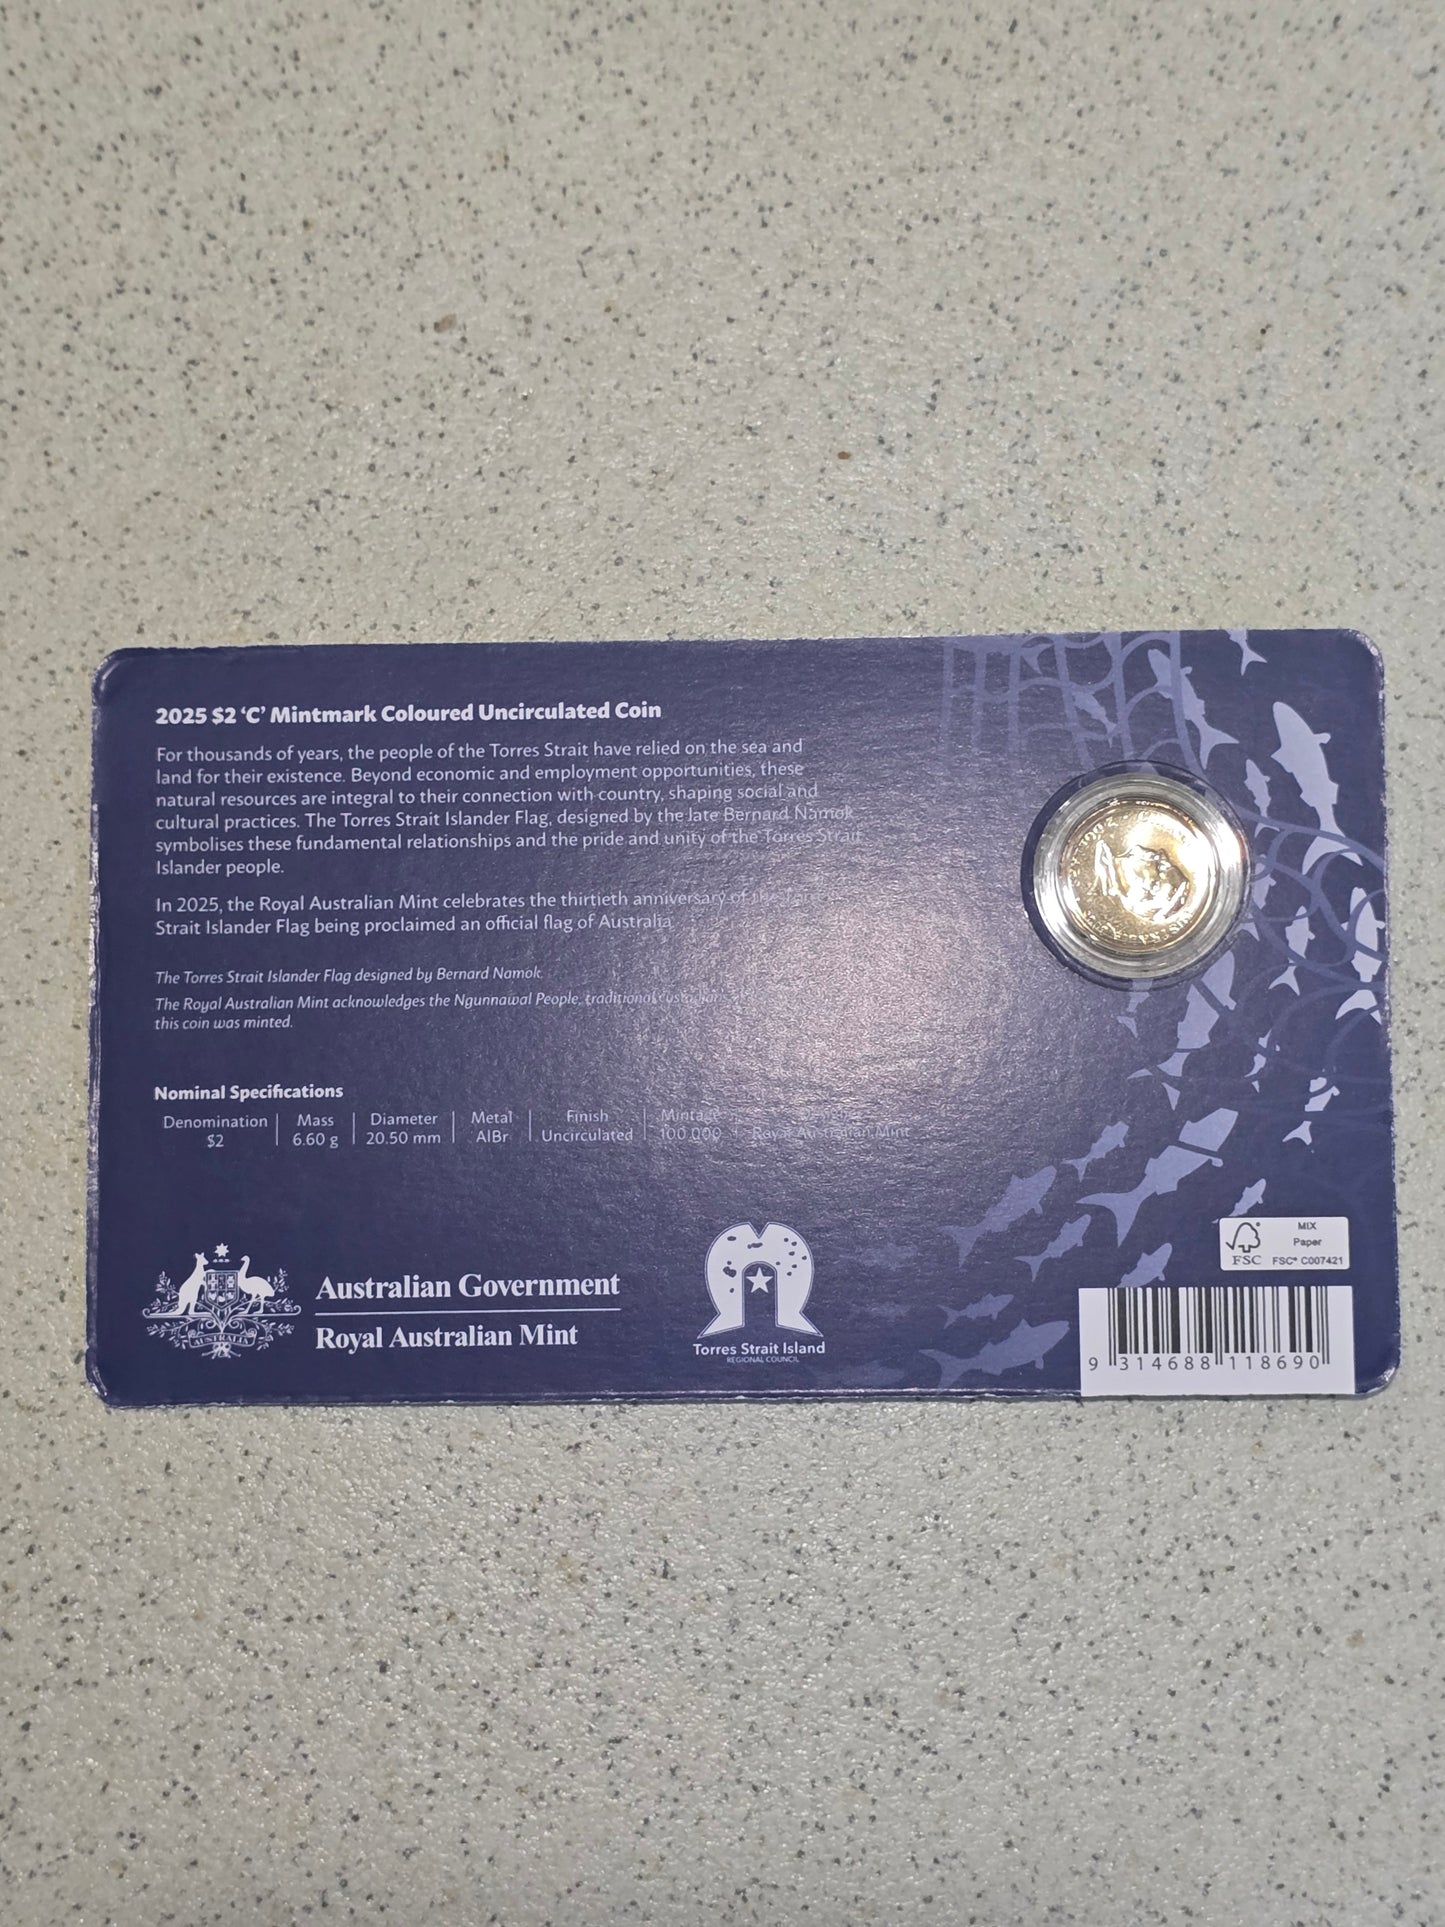 2025 $2 ‘C’ Mintmark Coloured Uncirculated Coin
For thousands of years, the people of the Torres Strait have relied on the sea and
land for their existence. Beyond economic and employment opportunities, these
natural resources are integral to their connection with country, shaping social and
cultural practices. The Torres Strait Islander Flag, designed by the late Bernard Namok,
symbolises these fundamental relationships and the pride and unity of the Torres Strait
Islander people.
In 2025, the Royal Australian Mint celebrates the thirtieth anniversary of the
Strait Islander Flag being proclaimed an official flag of Australia.
The Torres Strait Islander Flag designed by Bernard Namok.
The Royal Australian Mint acknowledges the Ngunnawal People, traditional custodians
this coin was minted.
Nominal Specifications
Denomination Mass Diameter Metal Finish Mintage
$2 6.60 g 20.50 mm AlBr Uncirculated 100,000 Royal Australian Mint
AUSTRALIA
Australian Government
Royal Australian Mint
Torres Strait Island
REGIONAL COUNCIL
FSC
MIX
Paper
FSC® C007421
9 314688 118690